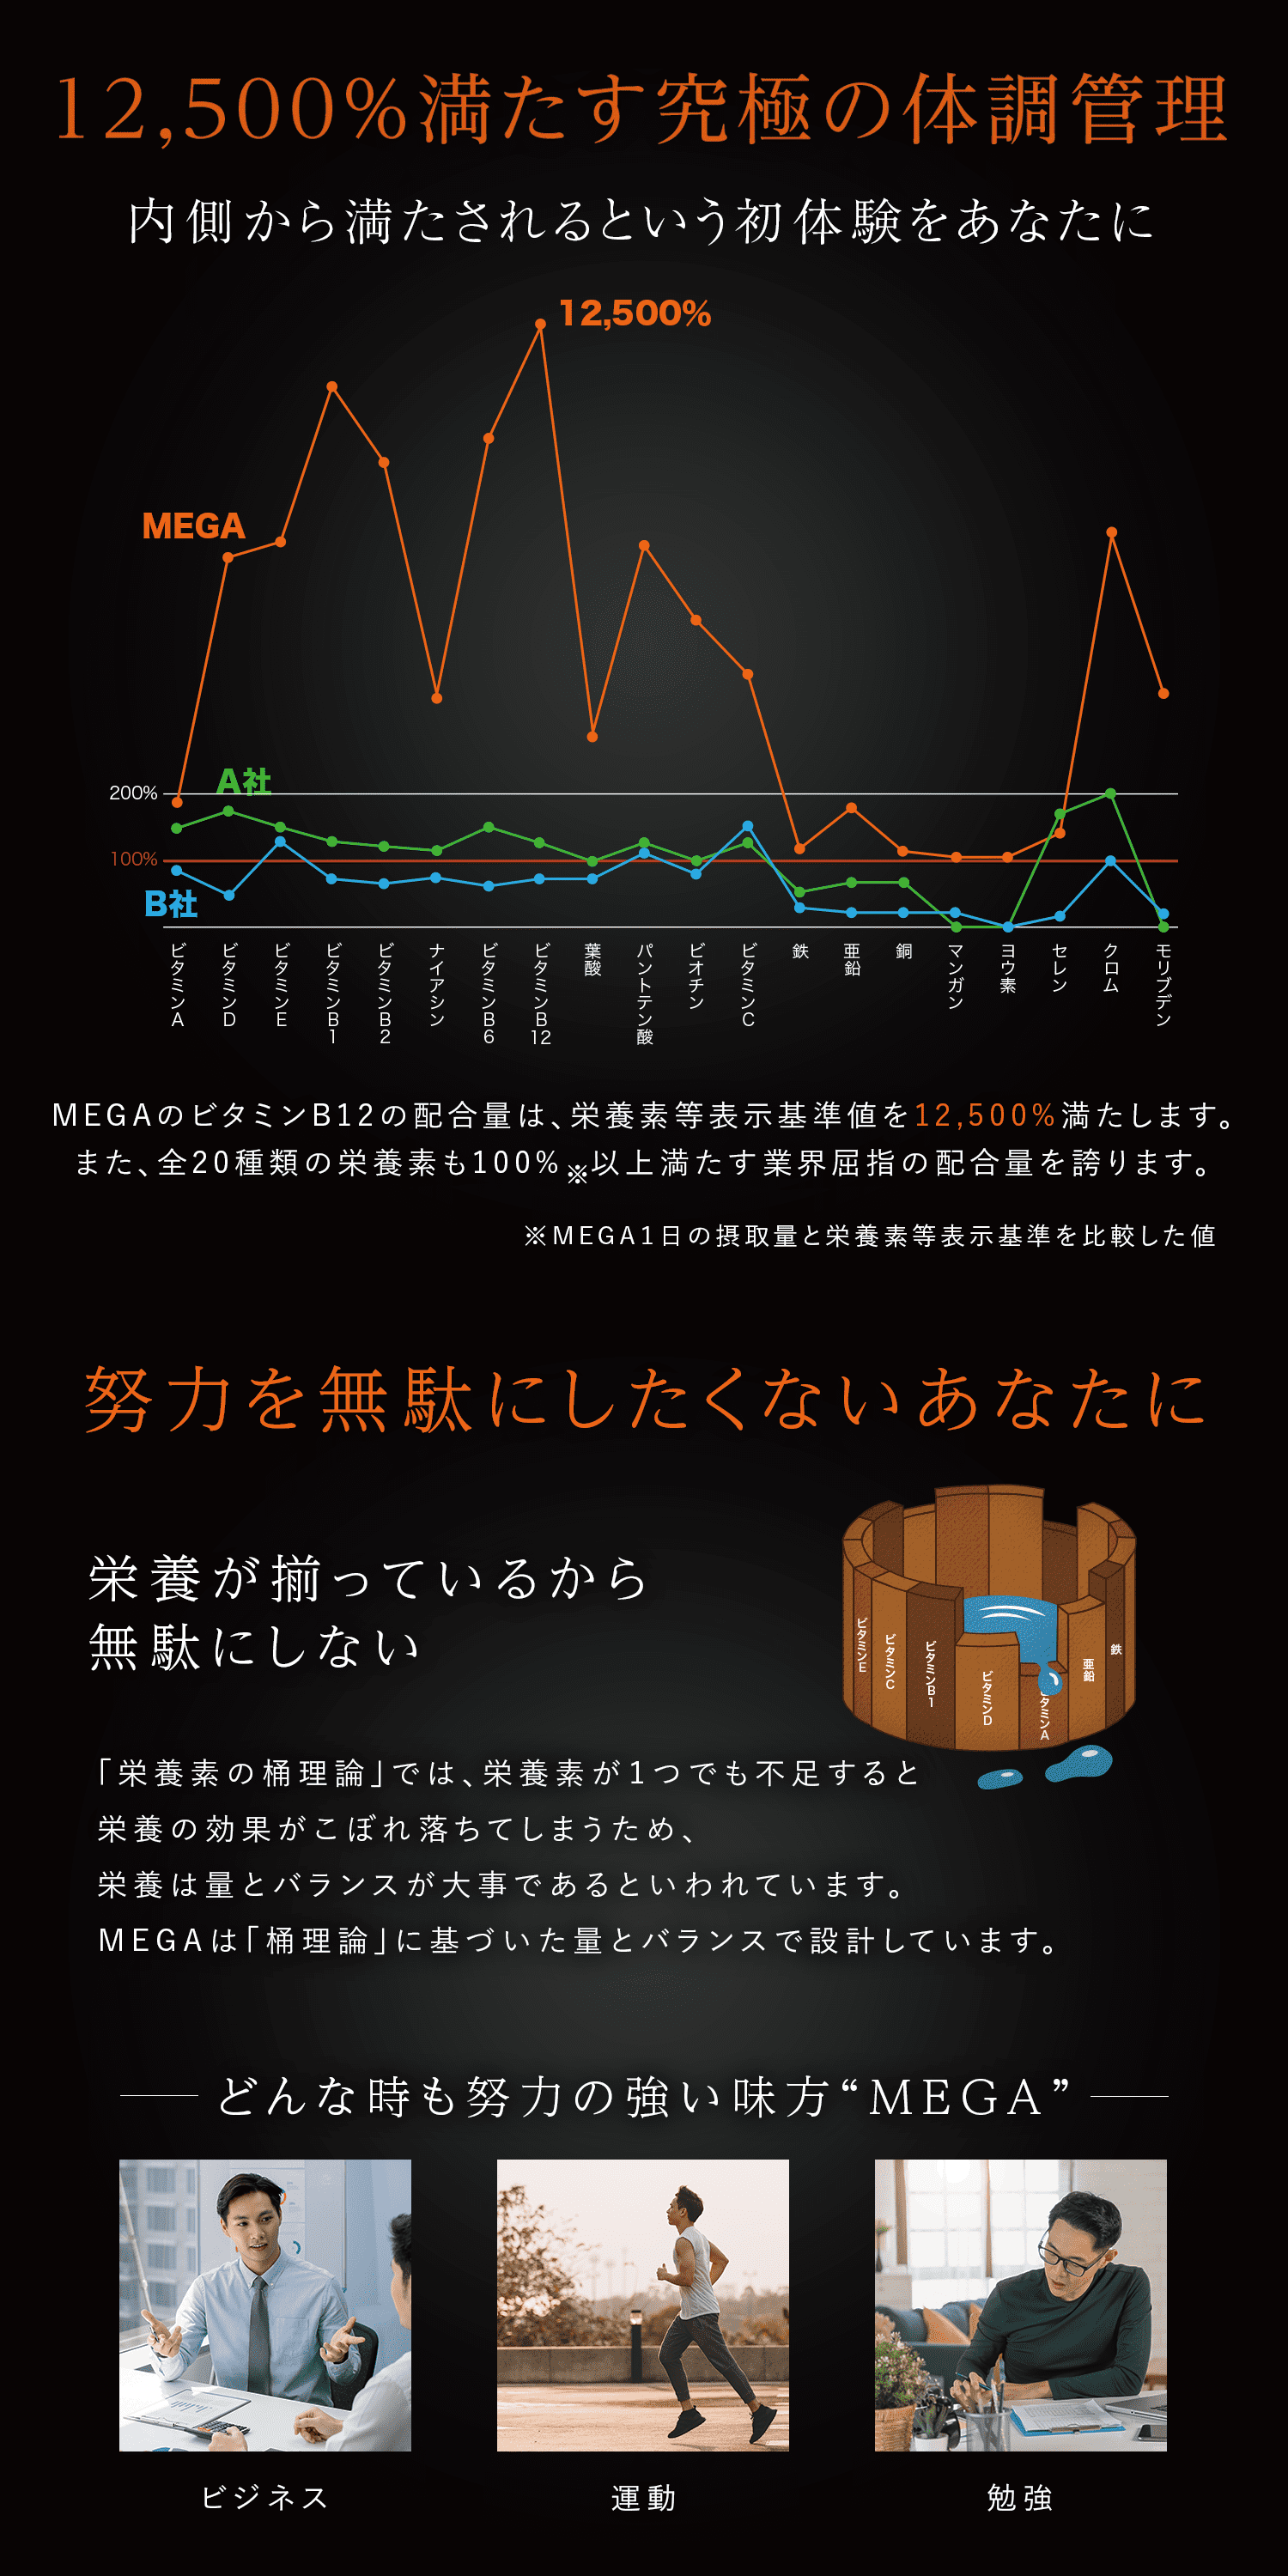 12,500%満たす究極の体調管理
内側から満たされるという初体験をあなたに
12,500%
MEGA
A社
200%
100%
B社
ビタミンA
ビタミンD
ビタミンE
ビタミンB1
ビタミンB2
ナイアシン
ビタミンB6
ビタミンB12
葉酸
パントテン酸
ビオチン
ビタミンC
鉄
亜鉛
銅
マンガン
ヨウ素
セレン
クロム
モリブデン
MEGAのビタミンB12の配合量は、栄養素等表示基準値を12,500%満たします。
また、全20種類の栄養素も100%※以上満たす業界屈指の配合量を誇ります。
※MEGA1日の摂取量と栄養素等表示基準を比較した値
努力を無駄にしたくないあなたに
栄養が揃っているから
無駄にしない
ビタミンE
ビタミンC
ビタミンB1
ビタミンD
タミンA
亜鉛
鉄
「栄養素の桶理論」では、栄養素が1つでも不足すると
栄養の効果がこぼれ落ちてしまうため、
栄養は量とバランスが大事であるといわれています。
MEGAは「桶理論」に基づいた量とバランスで設計しています。
どんな時も努力の強い味方“MEGA”
ビジネス
運動
勉強